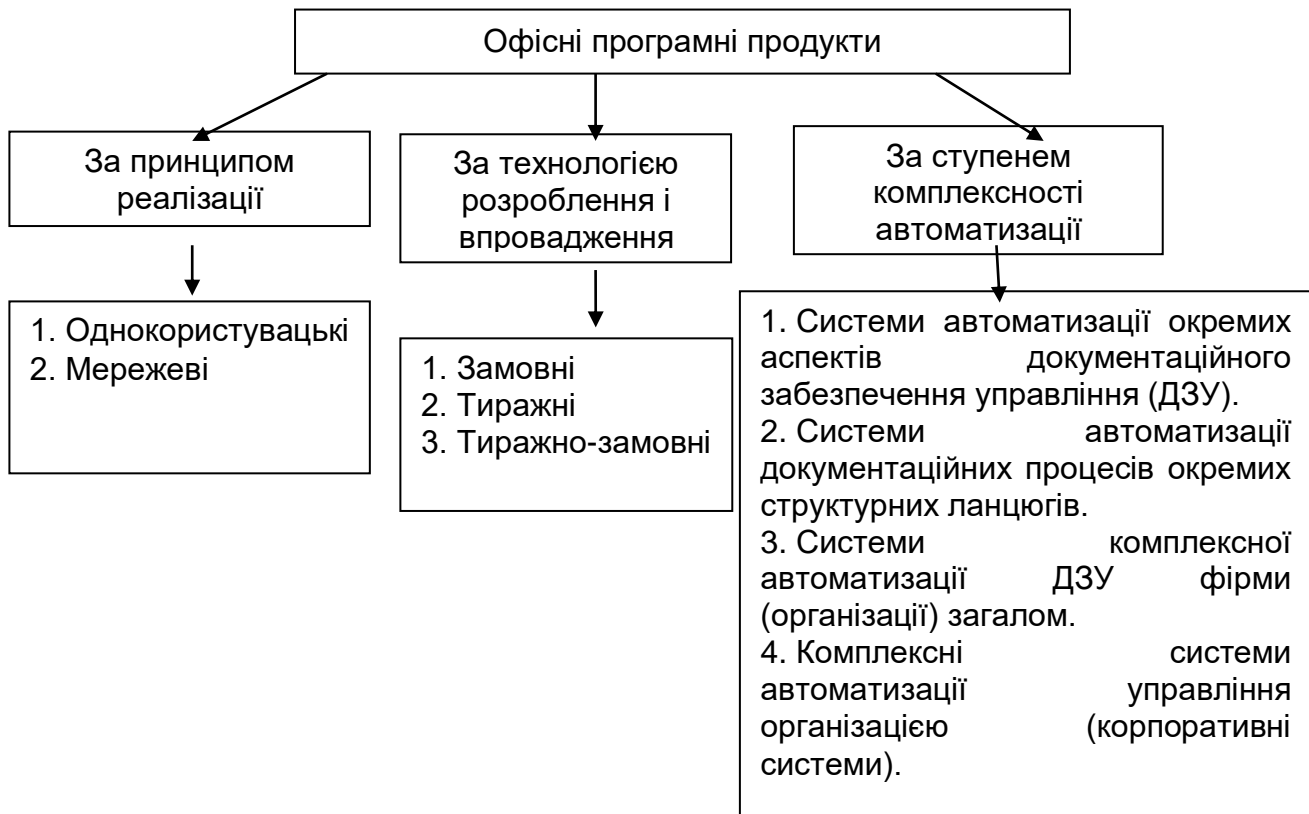 Офісні програмні продукти
За принципом
реалізації
За технологією
розроблення і
впровадження
За ступенем
комплексності
автоматизації
1. Однокористувацькі
2. Мережеві
1. Замовні
2. Тиражні
3. Тиражно-замовні
1. Системи автоматизації окремих
аспектів документаційного
забезпечення управління (ДЗУ).
2. Системи автоматизації
документаційних процесів окремих
структурних ланцюгів.
3. Системи комплексної
автоматизації ДЗУ фірми
(організації) загалом.
4. Комплексні системи
автоматизації управління
організацією (корпоративні
системи).